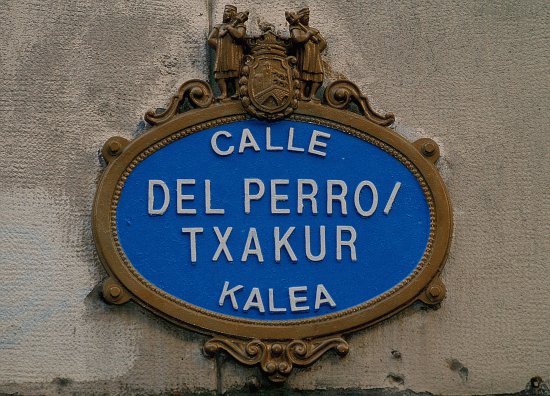 CALLE
DEL PERRO/
TXAKUR
KALEA